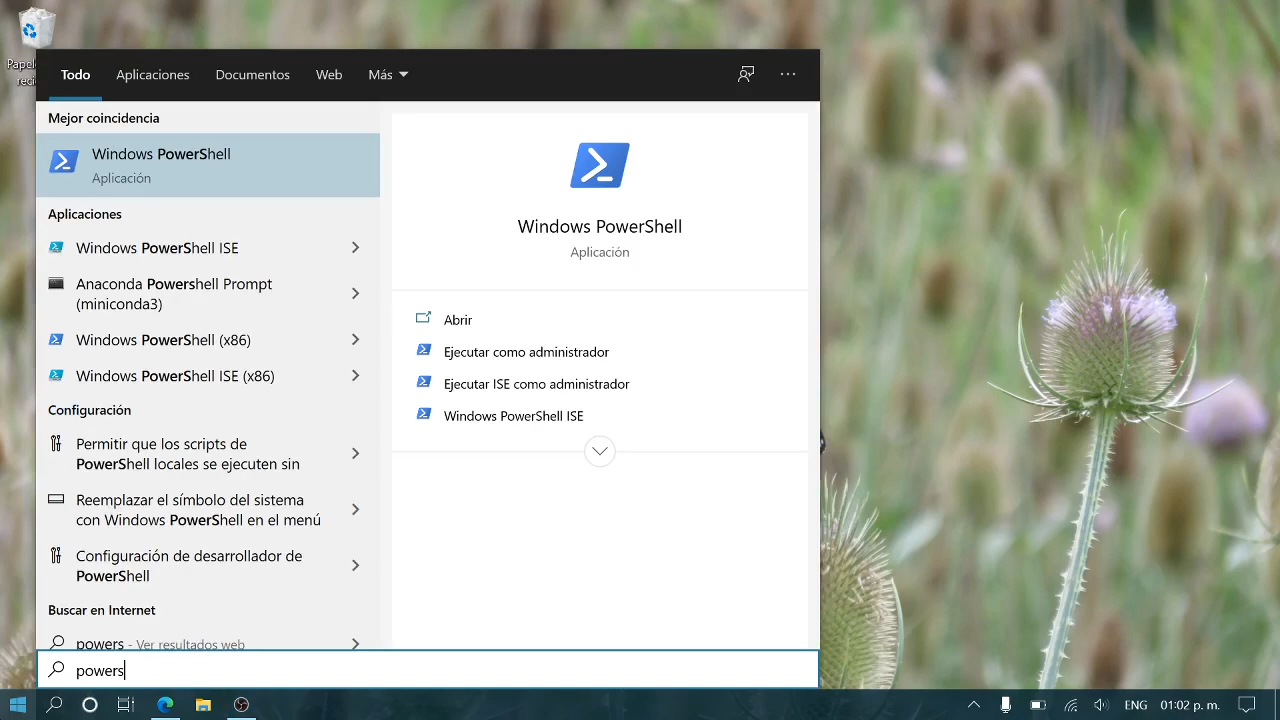 Papel
recic
Todo
Aplicaciones
Documentos
Web
Más
Mejor coincidencia
Windows PowerShell
Aplicación
Aplicaciones
Windows PowerShell ISE
Anaconda Powershell Prompt
(miniconda3)
Windows PowerShell (x86)
Windows PowerShell ISE (x86)
Configuración
Permitir que los scripts de
PowerShell locales se ejecuten sin
Reemplazar el símbolo del sistema
con Windows PowerShell en el menú
Configuración de desarrollador de
PowerShell
Buscar en Internet
powers - Ver resultados web
powers
Windows PowerShell
Aplicación
Abrir
Ejecutar como administrador
Ejecutar ISE como administrador
Windows PowerShell ISE
ENG
01:02 p. m.